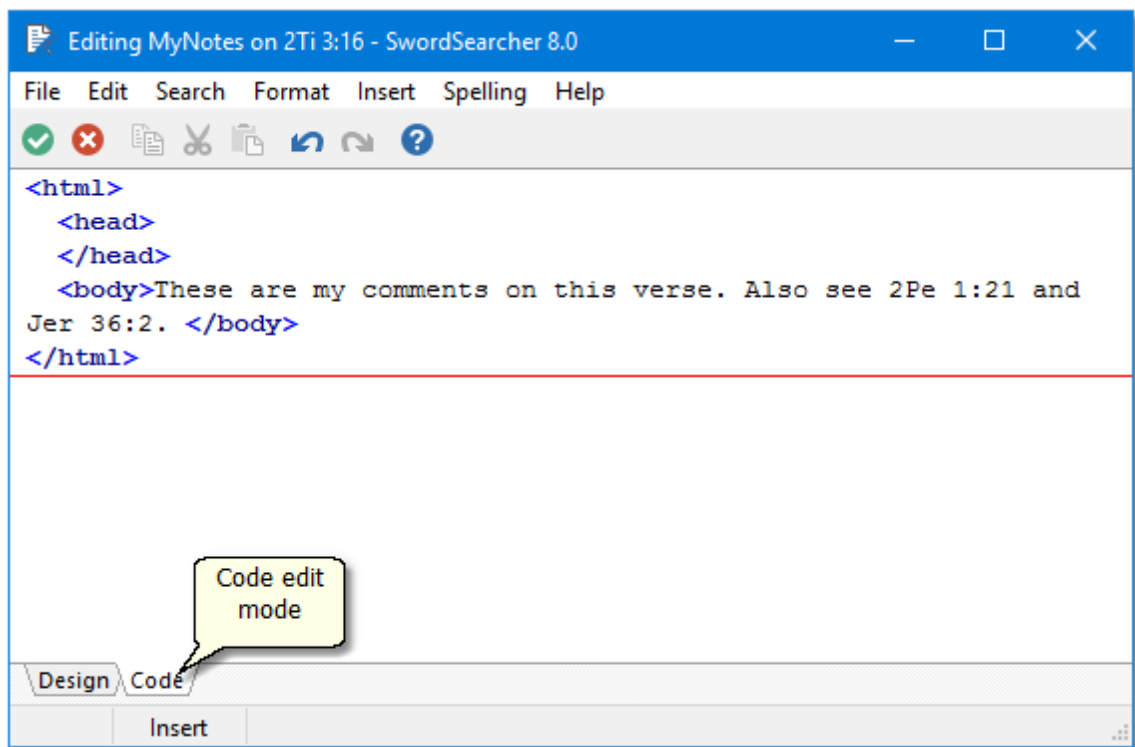 Editing MyNotes on 2Ti 3:16 - SwordSearcher 8.0
File Edit Search Format Insert Spelling Help
<html>
<head>
</head>
<body>These are my comments on this verse. Also see 2Pe 1:21 and
Jer 36:2. </body>
</html>
Code edit
mode
Design Code
Insert